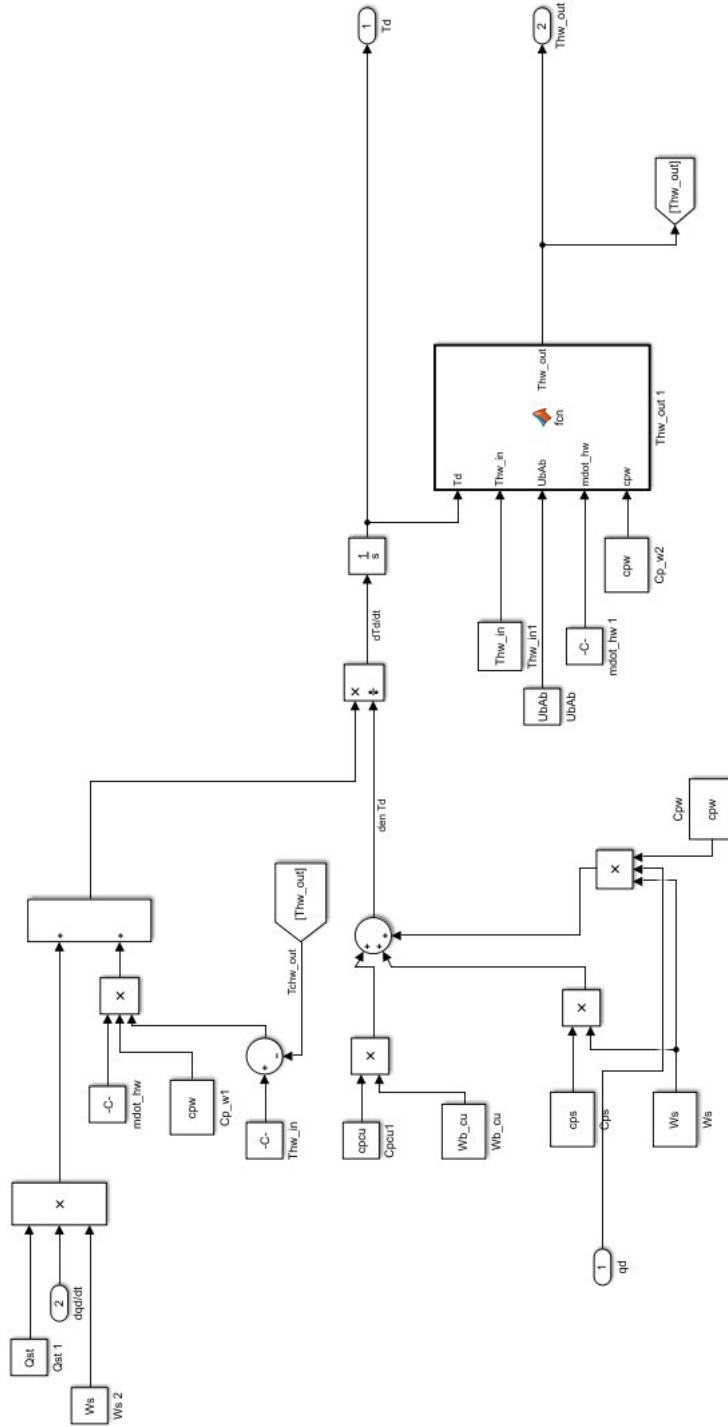 Qst
Qst 1
2
dqd/dt
Ws
Ws 2
×
-C-
mdot_hw
cpw
Cp_w1
×
+
+
-C-
Thw_in
+
-
Tchw_out
[Thw_out]
cpcu
Cpcu1
Wb_cu
Wb_cu
×
cps
Cps
Ws
Ws
×
1
qd
×
Cpw
cpw
+
+
+
den Td
×
÷
dTd/dt
1
s
1
Td
Thw_in
Thw_in1
UbAb
UbAb
-C-
mdot_hw 1
cpw
Cp_w2
Td
Thw_in
UbAb
mdot_hw
cpw
fcn
Thw_out
Thw_out 1
[Thw_out]
2
Thw_out